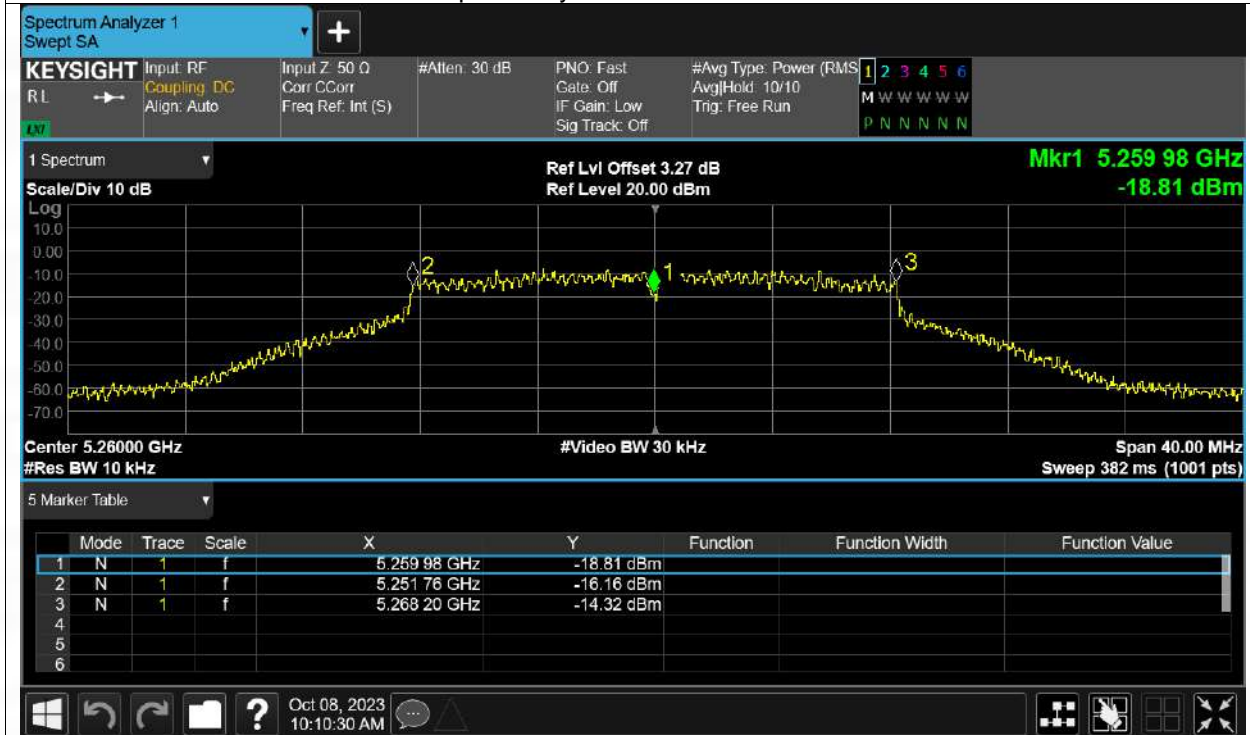 Spectrum Analyzer 1
Swept SA
+
KEYSIGHT
RL
LXI
Input: RF
Coupling: DC
Align: Auto
Input Z: 50 Ω
Corr CCorr
Freq Ref: Int (S)
#Atten: 30 dB
PNO: Fast
Gate: Off
IF Gain: Low
Sig Track: Off
#Avg Type: Power (RMS
Avg|Hold: 10/10
Trig: Free Run
1 2 3 4 5 6
M W W W W W
P N N N N N
1 Spectrum
Scale/Div 10 dB
Ref Lvl Offset 3.27 dB
Ref Level 20.00 dBm
Mkr1 5.259 98 GHz
-18.81 dBm
Log
10.0
0.00
-10.0
-20.0
-30.0
-40.0
-50.0
-60.0
-70.0
2
1
3
Center 5.26000 GHz
#Video BW 30 kHz
Span 40.00 MHz
#Res BW 10 kHz
Sweep 382 ms (1001 pts)
5 Marker Table
Mode Trace Scale X Y Function Function Width Function Value
1 N 1 f 5.259 98 GHz -18.81 dBm
2 N 1 f 5.251 76 GHz -16.16 dBm
3 N 1 f 5.268 20 GHz -14.32 dBm
4
5
6
?
Oct 08, 2023
10:10:30 AM